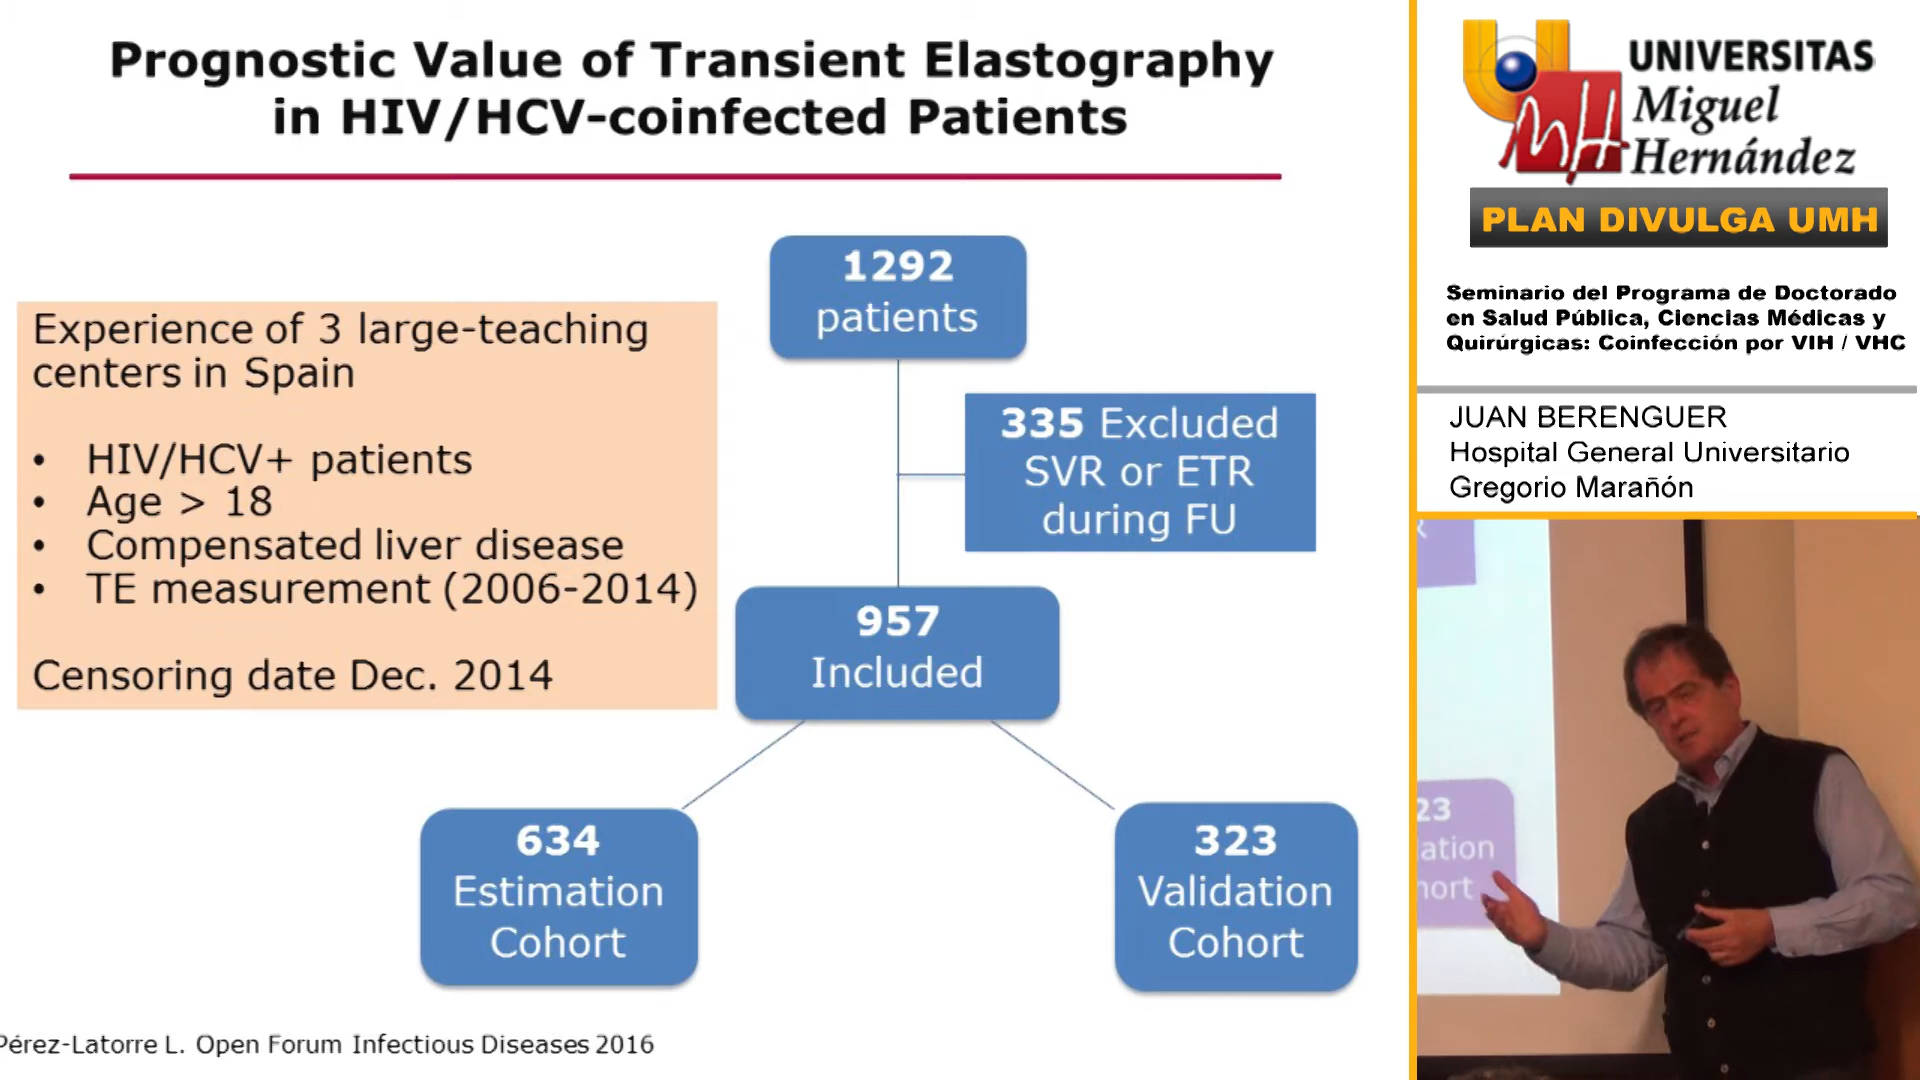 Prognostic Value of Transient Elastography
in HIV/HCV-coinfected Patients
Experience of 3 large-teaching
centers in Spain
• HIV/HCV+ patients
• Age > 18
• Compensated liver disease
• TE measurement (2006-2014)
Censoring date Dec. 2014
1292
patients
335 Excluded
SVR or ETR
during FU
957
Included
634
Estimation
Cohort
323
Validation
Cohort
Pérez-Latorre L. Open Forum Infectious Diseases 2016
UNIVERSITAS
Miguel
Hernández
PLAN DIVULGA UMH
Seminario del Programa de Doctorado
en Salud Pública, Ciencias Médicas y
Quirúrgicas: Coinfección por VIH / VHC
JUAN BERENGUER
Hospital General Universitario
Gregorio Marañón
23
ation
hort